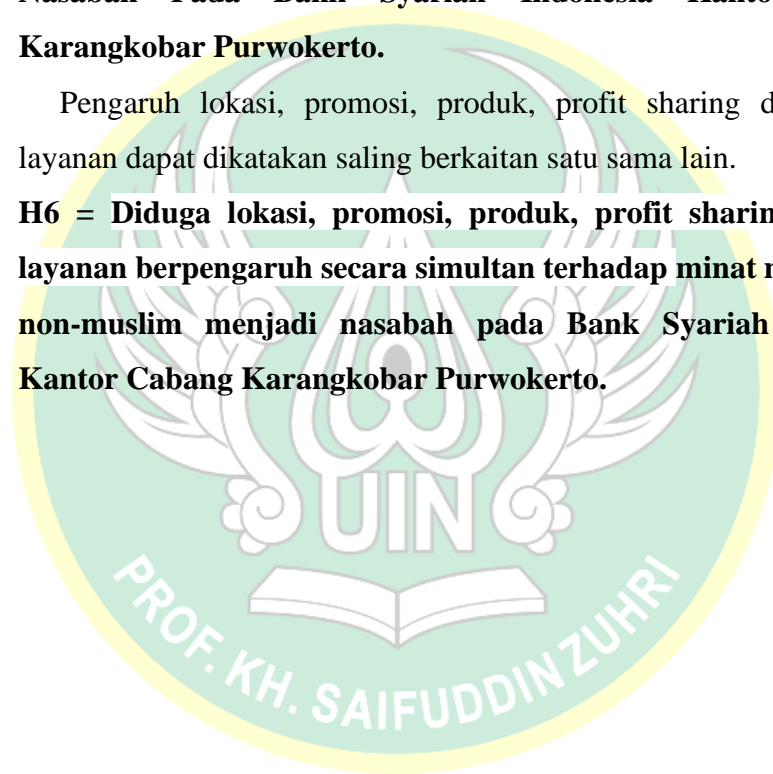 Nasabah Pada Bank Syariah Indonesia
Karangkobar Purwokerto.
Pengaruh lokasi, promosi, produk, profit sharing
layanan dapat dikatakan saling berkaitan satu sama lain.
H6 = Diduga lokasi, promosi, produk, profit
layanan berpengaruh secara simultan terhadap minat
non-muslim menjadi nasabah pada Bank Syariah
Kantor Cabang Karangkobar Purwokerto.
UIN
PROF. KH. SAIFUDDIN ZUHRI